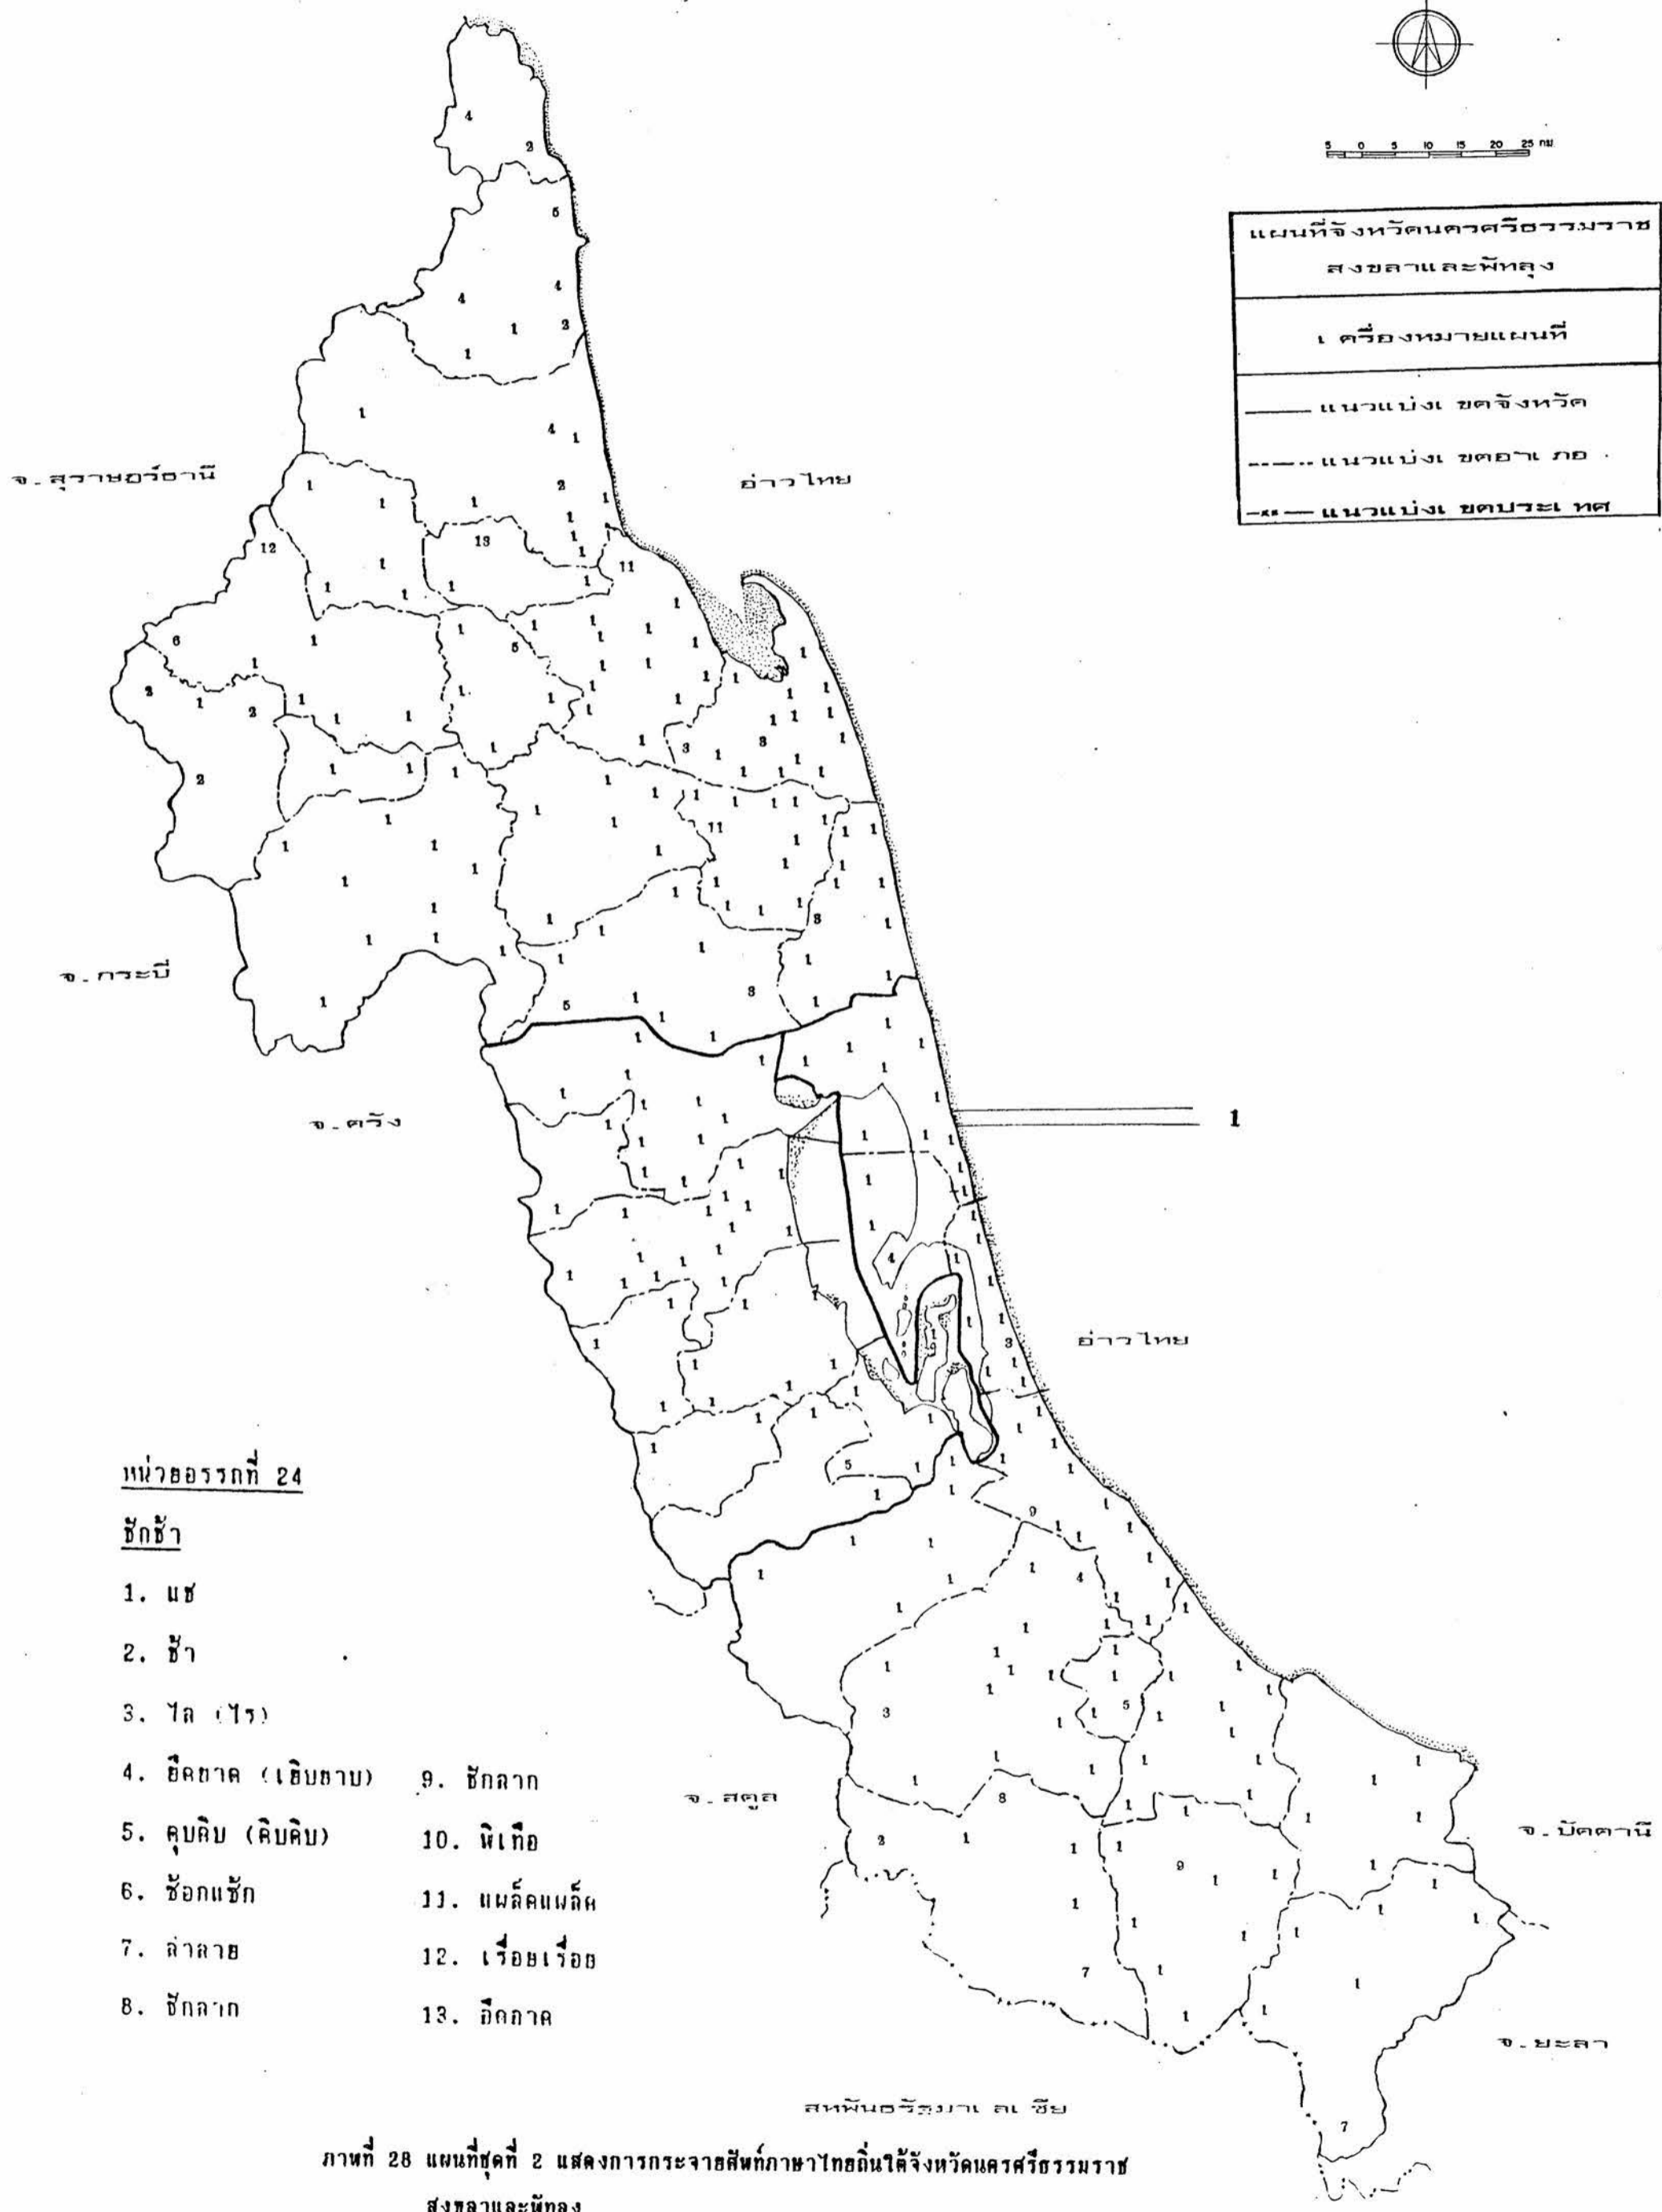 5 0 5 10 15 20 25 กม
แผนที่จังหวัดนครศรีธรรมราช
สงขลาและพัทลุง
เครื่องหมายแผนที่
แนวแบ่งเขตจังหวัด
แนวแบ่งเขตอำเภอ
แนวแบ่งเขตประเทศ
จ.สุราษฎร์ธานี
อ่าวไทย
จ.กระบี่
จ.ตรัง
1
อ่าวไทย
หน่วยอรรถที่ 24
ชักช้า
1. แช
2. ช้า
3. ไล (ไร)
4. ยืดยาด (เยิบยาบ)
5. คุบคิบ (คิบคิบ)
6. ช้อกแช้ก
7. ล่าลาย
8. ชักลาก
9. ชักลาก
10. พิเทือ
11. แผล็คแผล็ค
12. เรื่อยเรื่อย
13. อืดอาด
จ.สตูล
จ.ปัตตานี
จ.ยะลา
สหพันธรัฐมาเลเซีย
ภาพที่ 28 แผนที่ชุดที่ 2 แสดงการกระจายศัพท์ภาษาไทยถิ่นใต้จังหวัดนครศรีธรรมราช
สงขลาและพัทลุง